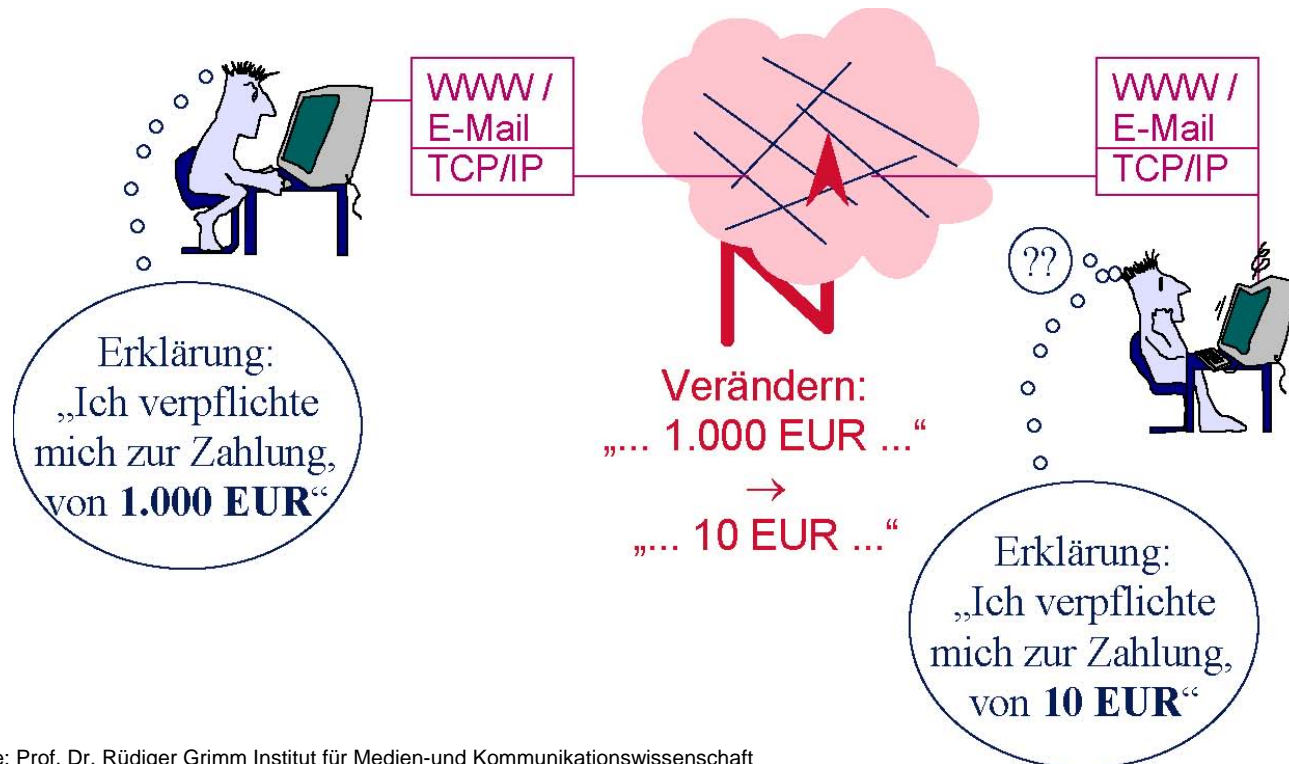 WWW /
E-Mail
TCP/IP
WWW /
E-Mail
TCP/IP
??
Erklärung:
„Ich verpflichte
mich zur Zahlung,
von 1.000 EUR“
Verändern:
„... 1.000 EUR ...“
→
„... 10 EUR ...“
Erklärung:
„Ich verpflichte
mich zur Zahlung,
von 10 EUR“
: Prof. Dr. Rüdiger Grimm Institut für Medien-und Kommunikationswissenschaft